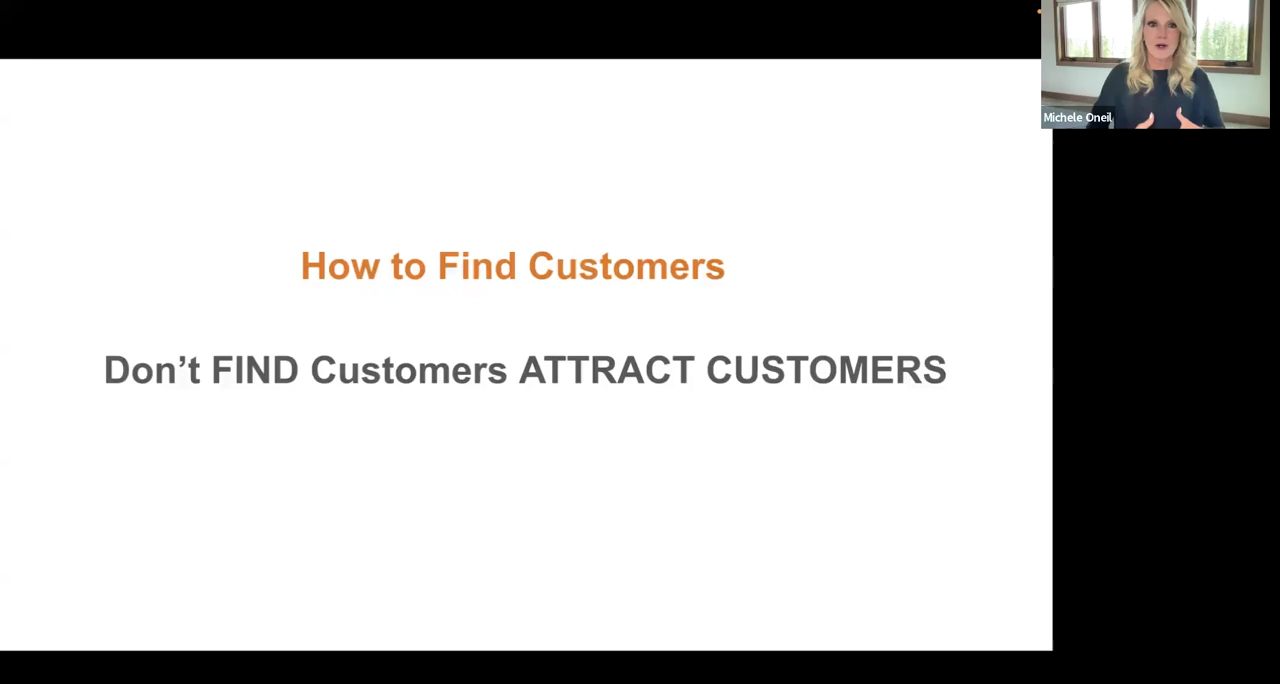 Michele Oneil
How to Find Customers
Don’t FIND Customers ATTRACT CUSTOMERS